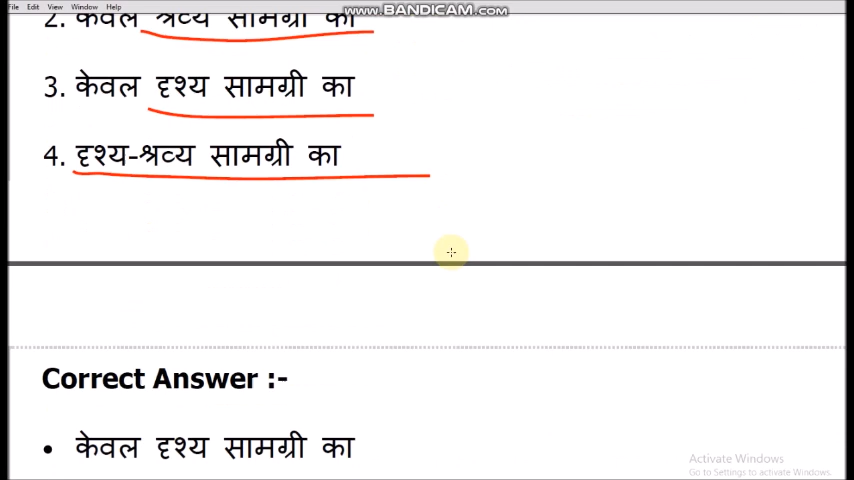 File Edit View Window Help
www.BANDICAM.com
2. केवल श्रव्य सामग्री का
3. केवल दृश्य सामग्री का
4. दृश्य-श्रव्य सामग्री का
Correct Answer :-
• केवल दृश्य सामग्री का
Activate Windows
Go to Settings to activate Windows.